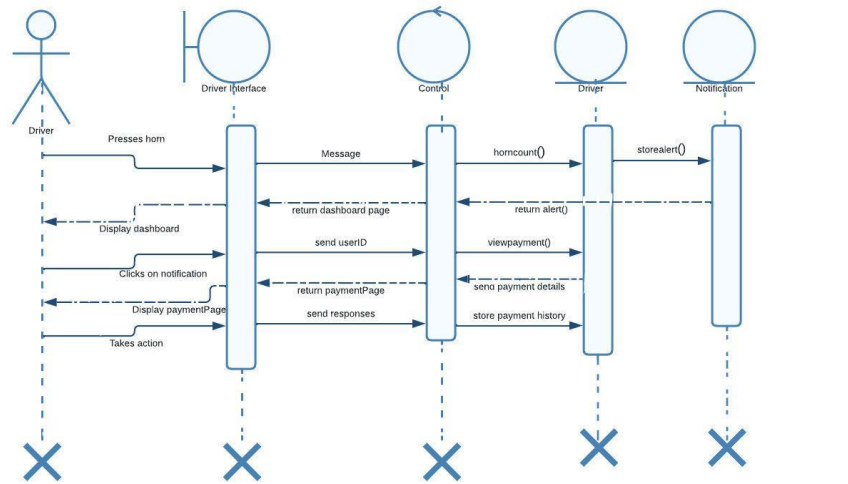 Driver Interface
Control
Driver
Notification
Driver
Presses horn
Message
horncount()
storealert()
return dashboard page
return alert()
Display dashboard
send userID
viewpayment()
Clicks on notification
return paymentPage
send payment details
Display paymentPage
send responses
store payment history
Takes action